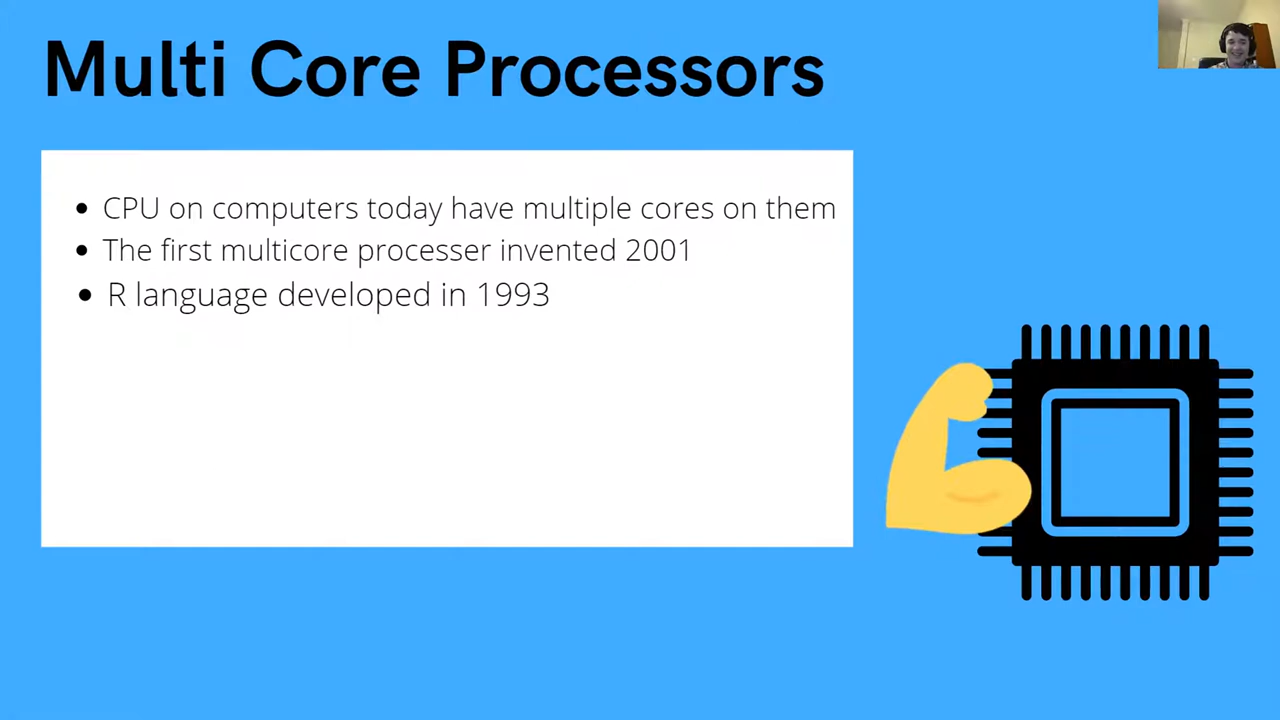 Multi Core Processors
CPU on computers today have multiple cores on them
The first multicore processer invented 2001
R language developed in 1993